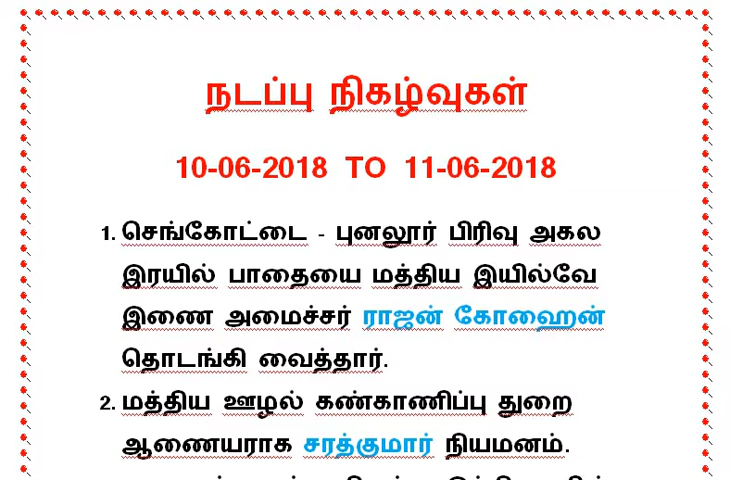 நடப்பு நிகழ்வுகள்
10-06-2018 TO 11-06-2018
1. செங்கோட்டை - புனலூர் பிரிவு அகல
இரயில் பாதையை மத்திய இயில்வே
இணை அமைச்சர் ராஜன் கோஹைன்
தொடங்கி வைத்தார்.
2. மத்திய ஊழல் கண்காணிப்பு துறை
ஆணையராக சரத்குமார் நியமனம்.